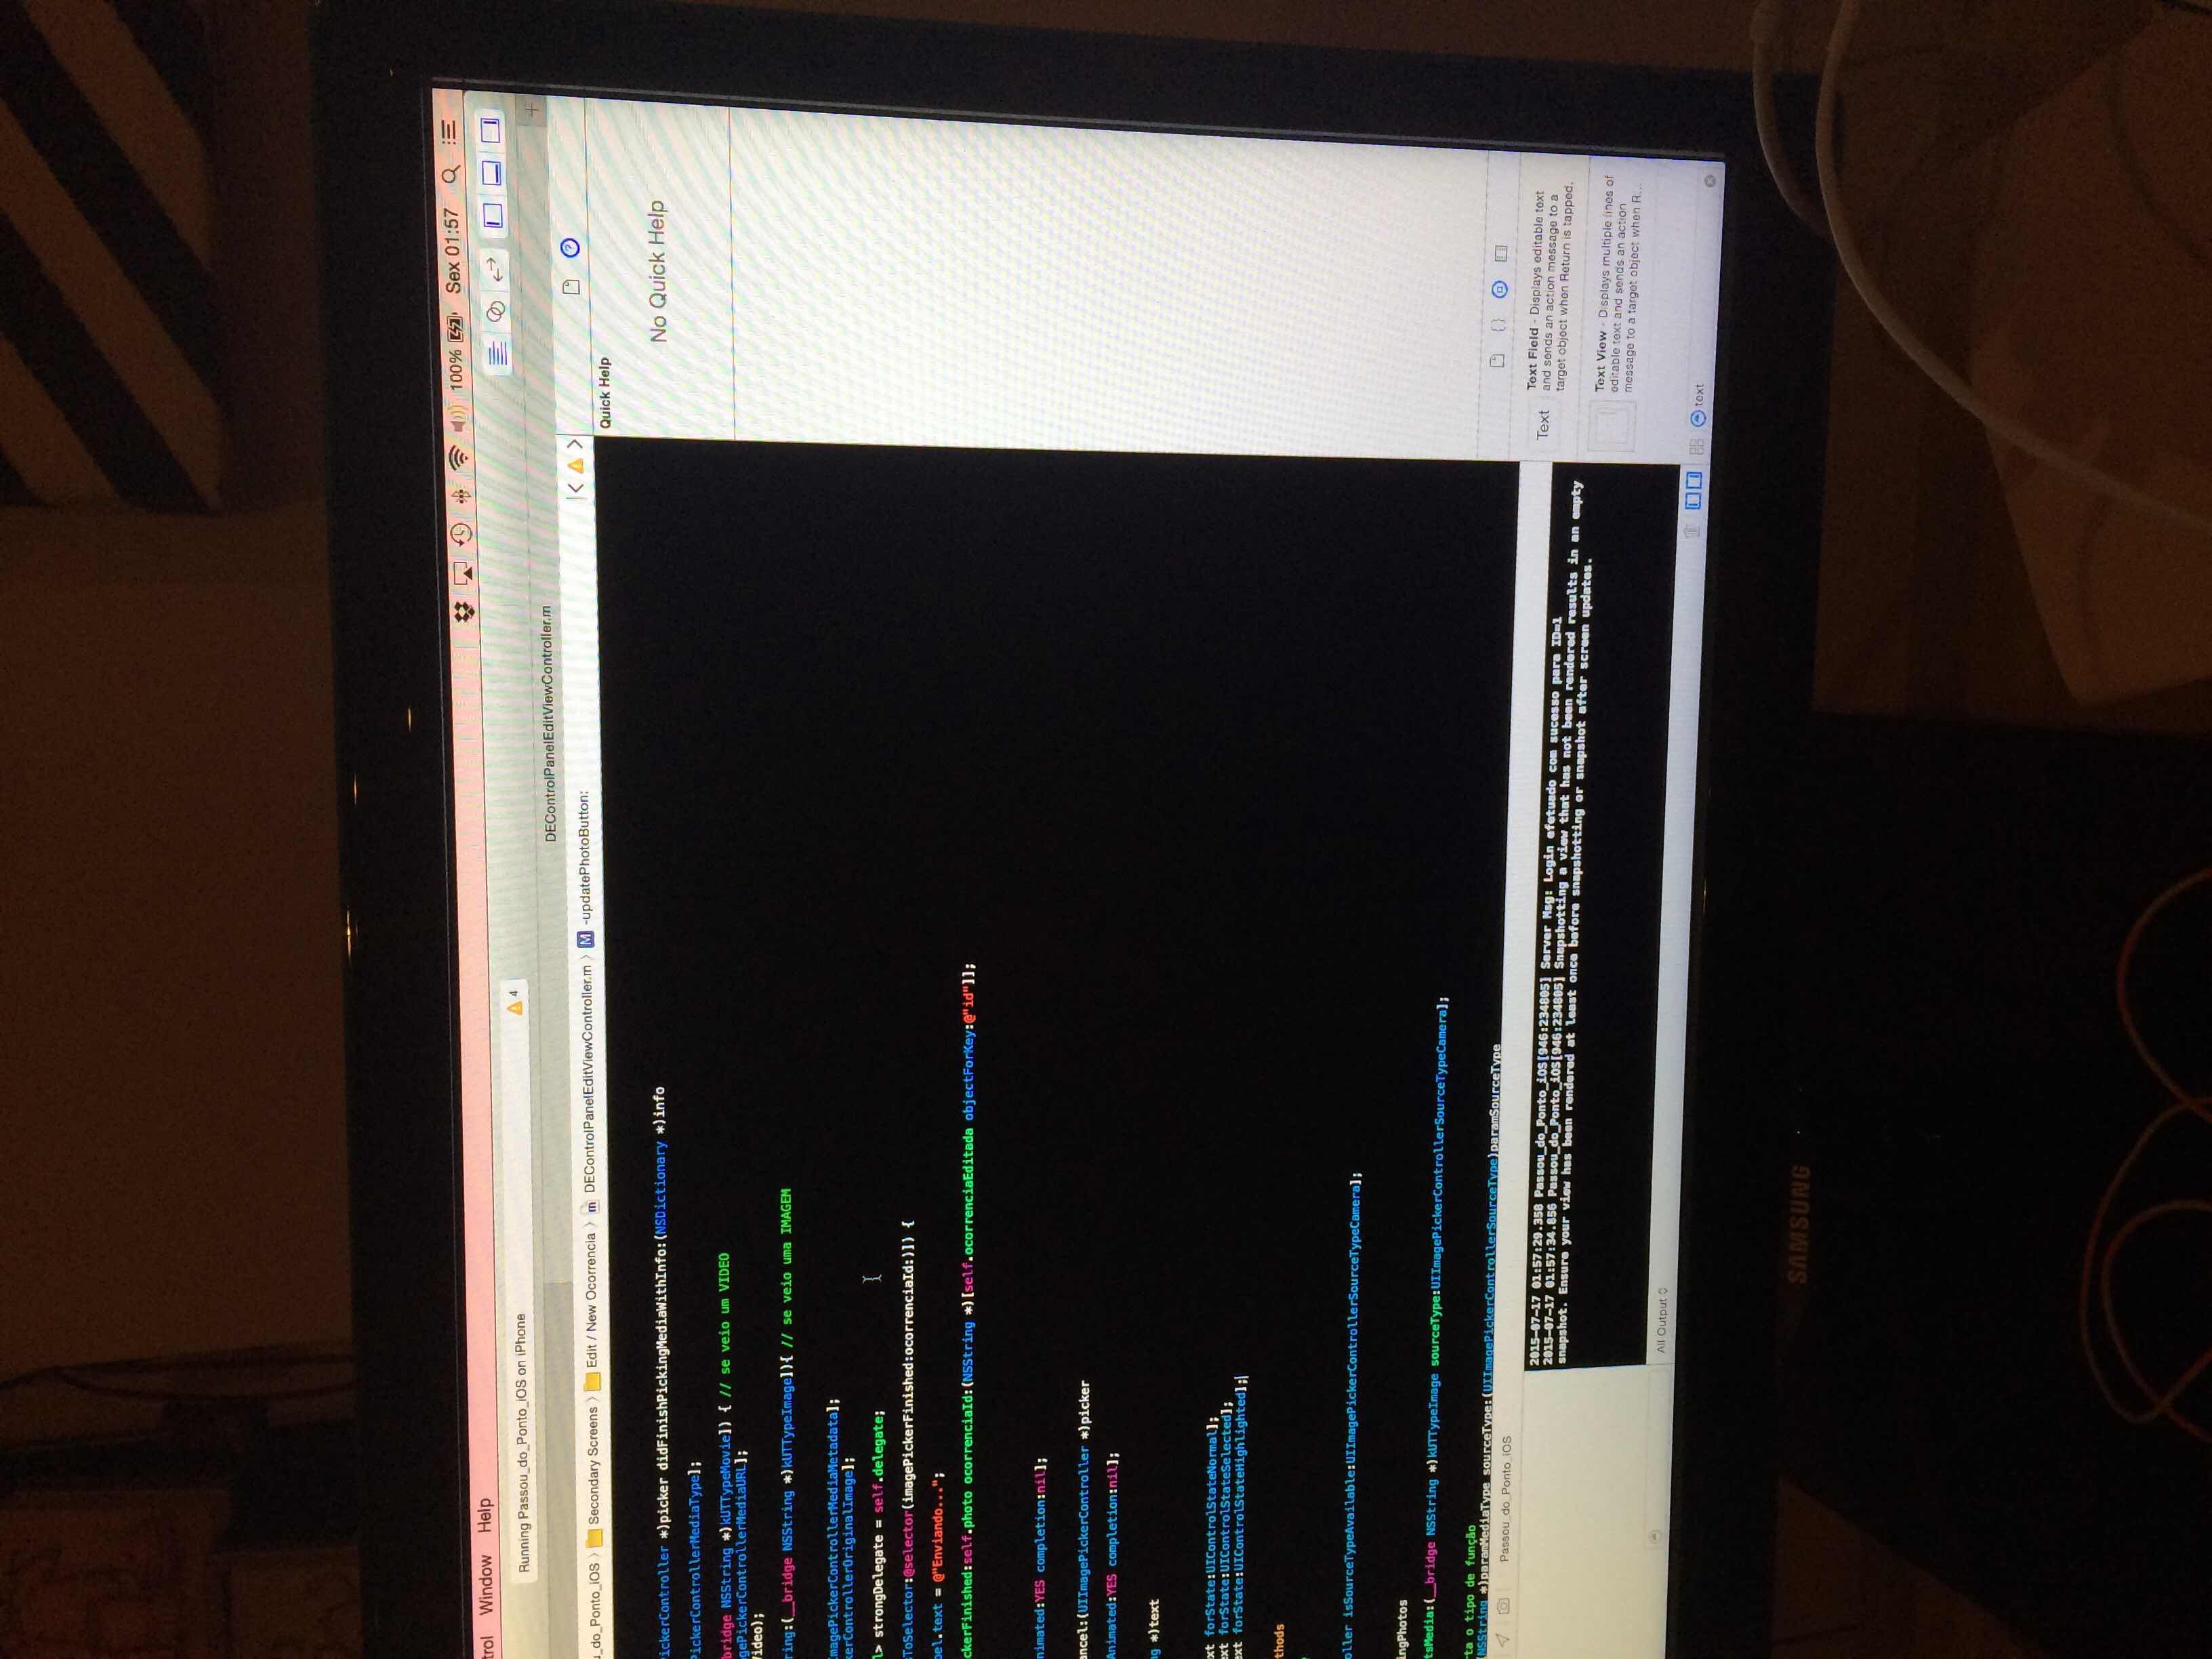 trol Window Help 100% Sex 01:57
Running Passou_do_Ponto_iOS on iPhone 4
DEControlPanelEditViewController.m
u_do_Ponto_iOS Secondary Screens Edit / New Ocorrencia m DEControlPanelEditViewController.m M -updatePhotoButton:
Quick Help
No Quick Help
ickerController *)picker didFinishPickingMediaWithInfo:(NSDictionary *)info
PickerControllerMediaType];
bridge NSString *)kUTTypeMovie]) { // se veio um VIDEO
gePickerControllerMediaURL];
Video);
ring:(__bridge NSString *)kUTTypeImage]){ // se veio uma IMAGEM
ImagePickerControllerMediaMetadata];
kerControllerOriginalImage];
l> strongDelegate = self.delegate;
sToSelector:@selector(imagePickerFinished:ocorrenciaId:)]) {
bel.text = @"Enviando...";
ckerFinished:self.photo ocorrenciaId:(NSString *)[self.ocorrenciaEditada objectForKey:@"id"]];
nimated:YES completion:nil];
ancel:(UIImagePickerController *)picker
Animated:YES completion:nil];
ng *)text
xt forState:UIControlStateNormal];
ext forState:UIControlStateSelected];
ext forState:UIControlStateHighlighted];
thods
oller isSourceTypeAvailable:UIImagePickerControllerSourceTypeCamera];
ingPhotos
tsMedia:(__bridge NSString *)kUTTypeImage sourceType:UIImagePickerControllerSourceTypeCamera];
rta o tipo de função
(NSString *)paramMediaType sourceType:(UIImagePickerControllerSourceType)paramSourceType
Passou_do_Ponto_iOS
2015-07-17 01:57:29.358 Passou_do_Ponto_iOS[946:234805] Server Msg: Login efetuado com sucesso para ID=1
2015-07-17 01:57:34.856 Passou_do_Ponto_iOS[946:234805] Snapshotting a view that has not been rendered results in an empty
snapshot. Ensure your view has been rendered at least once before snapshotting or snapshot after screen updates.
All Output
Text
Text Field - Displays editable text
and sends an action message to a
target object when Return is tapped.
Text View - Displays multiple lines of
editable text and sends an action
message to a target object when R...
text
SAMSUNG